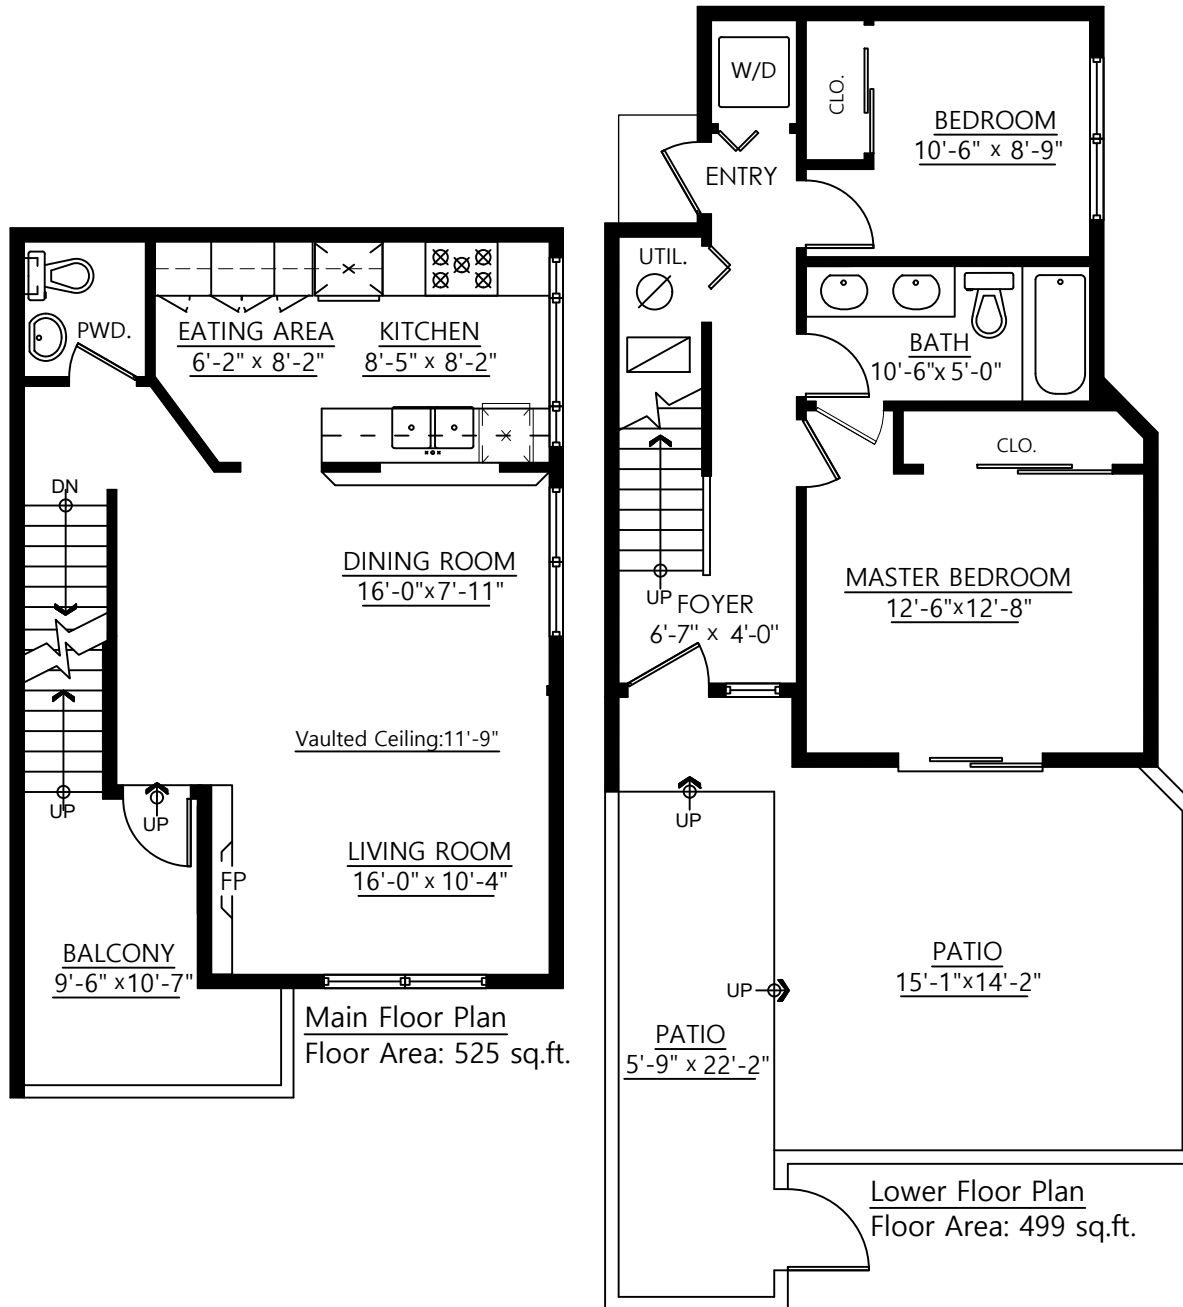 PWD.
EATING AREA
6'-2" x 8'-2"
KITCHEN
8'-5" x 8'-2"
DN
DINING ROOM
16'-0"x7'-11"
Vaulted Ceiling:11'-9"
UP
UP
LIVING ROOM
16'-0" x 10'-4"
FP
BALCONY
9'-6" x10'-7"
Main Floor Plan
Floor Area: 525 sq.ft.
W/D
CLO.
BEDROOM
10'-6" x 8'-9"
ENTRY
UTIL.
BATH
10'-6"x 5'-0"
CLO.
MASTER BEDROOM
12'-6"x12'-8"
UP
FOYER
6'-7" x 4'-0"
UP
PATIO
15'-1"x14'-2"
UP
PATIO
5'-9" x 22'-2"
Lower Floor Plan
Floor Area: 499 sq.ft.